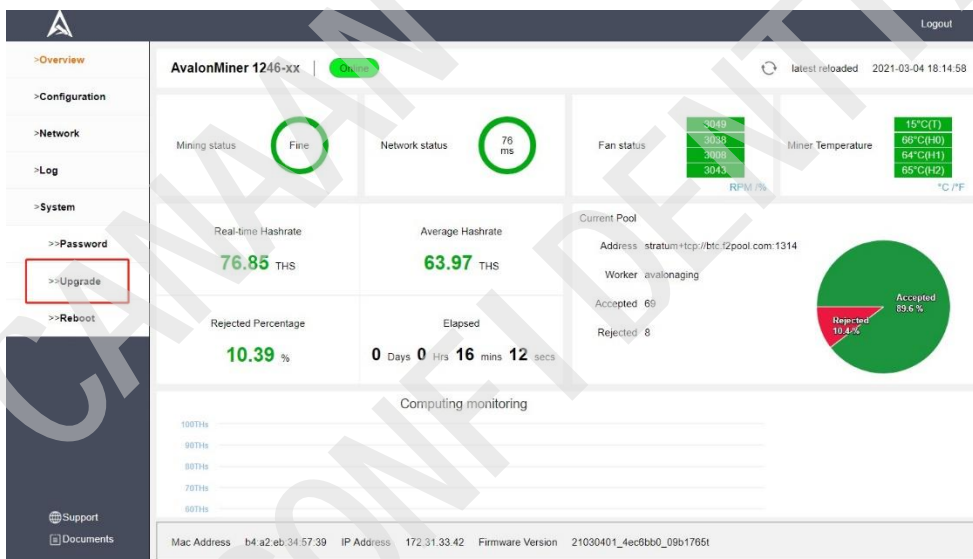 Logout
>Overview
>Configuration
>Network
>Log
>System
>>Password
>>Upgrade
>>Reboot
Support
Documents
AvalonMiner 1246-xx | Online
latest reloaded 2021-03-04 18:14:58
Mining status Fine
Network status 76 ms
Fan status
3049
3038
3008
3043
RPM /%
Miner Temperature
15°C(T)
66°C(H0)
64°C(H1)
65°C(H2)
°C /°F
Real-time Hashrate
76.85 THS
Average Hashrate
63.97 THS
Rejected Percentage
10.39 %
Elapsed
0 Days 0 Hrs 16 mins 12 secs
Current Pool
Address stratum+tcp://btc.f2pool.com:1314
Worker avalonaging
Accepted 69
Rejected 8
Accepted
89.6 %
Rejected
10.4 %
Computing monitoring
100THs
90THs
80THs
70THs
60THs
Mac Address b4:a2:eb:34:57:39 IP Address 172.31.33.42 Firmware Version 21030401_4ec6bb0_09b1765t
CANAAN
CONFIDENTI